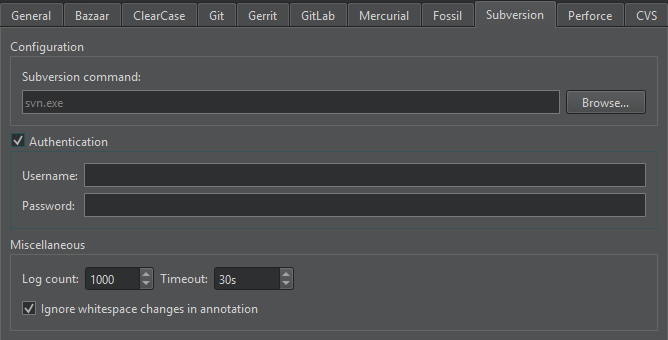 General Bazaar ClearCase Git Gerrit GitLab Mercurial Fossil Subversion Perforce CVS
Configuration
Subversion command:
svn.exe Browse...
Authentication
Username:
Password:
Miscellaneous
Log count: 1000 Timeout: 30s
Ignore whitespace changes in annotation